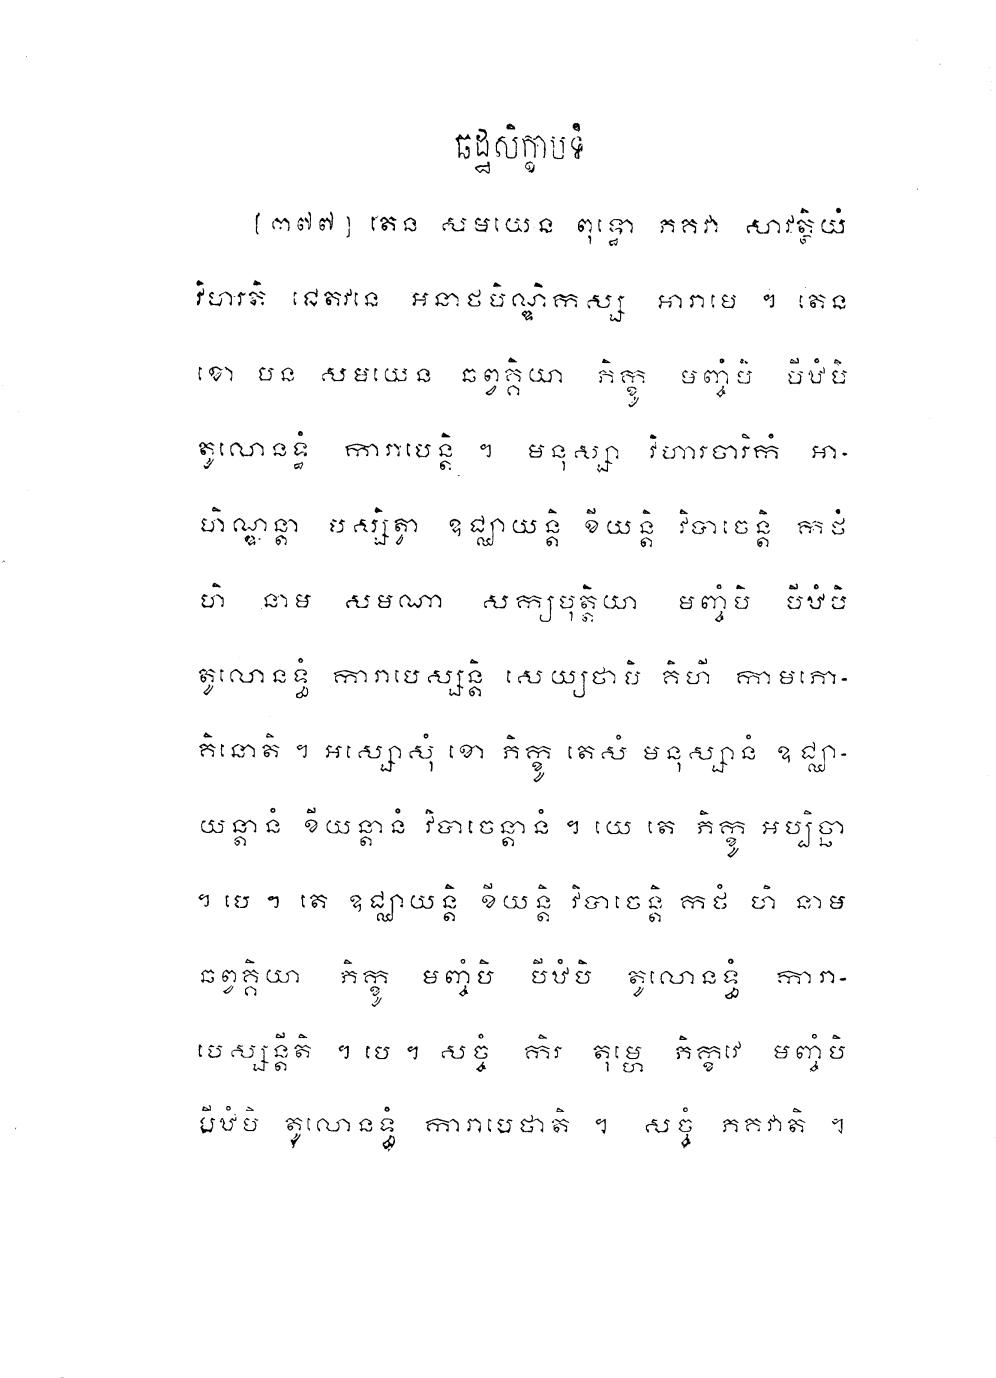 ឆដ្ឋសិក្ខាបទំ
[៣៧៧] តេន សមយេន ពុទ្ធោ ភគវា សាវត្ថិយំ
វិហរតិ ជេតវនេ អនាថបិណ្ឌិកស្ស អារាមេ ។ តេន
ខោ បន សមយេន ឆព្វគ្គិយា ភិក្ខូ មញ្ចំបិ បីឋំបិ
តូលោនទ្ធំ ការាបេន្តិ ។ មនុស្សា វិហារចារិកំ អា-
ហិណ្ឌន្តា បស្សិត្វា ឧជ្ឈាយន្តិ ខីយន្តិ វិបាចេន្តិ កថំ
ហិ នាម សមណា សក្យបុត្តិយា មញ្ចំបិ បីឋំបិ
តូលោនទ្ធំ ការាបេស្សន្តិ សេយ្យថាបិ គិហី កាមភោ-
គិនោតិ ។ អស្សោសុំ ខោ ភិក្ខូ តេសំ មនុស្សានំ ឧជ្ឈា-
យន្តានំ ខីយន្តានំ វិបាចេន្តានំ ។ យេ តេ ភិក្ខូ អប្បិច្ឆា
។ បេ ។ តេ ឧជ្ឈាយន្តិ ខីយន្តិ វិបាចេន្តិ កថំ ហិ នាម
ឆព្វគ្គិយា ភិក្ខូ មញ្ចំបិ បីឋំបិ តូលោនទ្ធំ ការា-
បេស្សន្តីតិ ។ បេ ។ សច្ចំ កិរ តុម្ហេ ភិក្ខវេ មញ្ចំបិ
បីឋំបិ តូលោនទ្ធំ ការាបេថាតិ ។ សច្ចំ ភគវាតិ ។